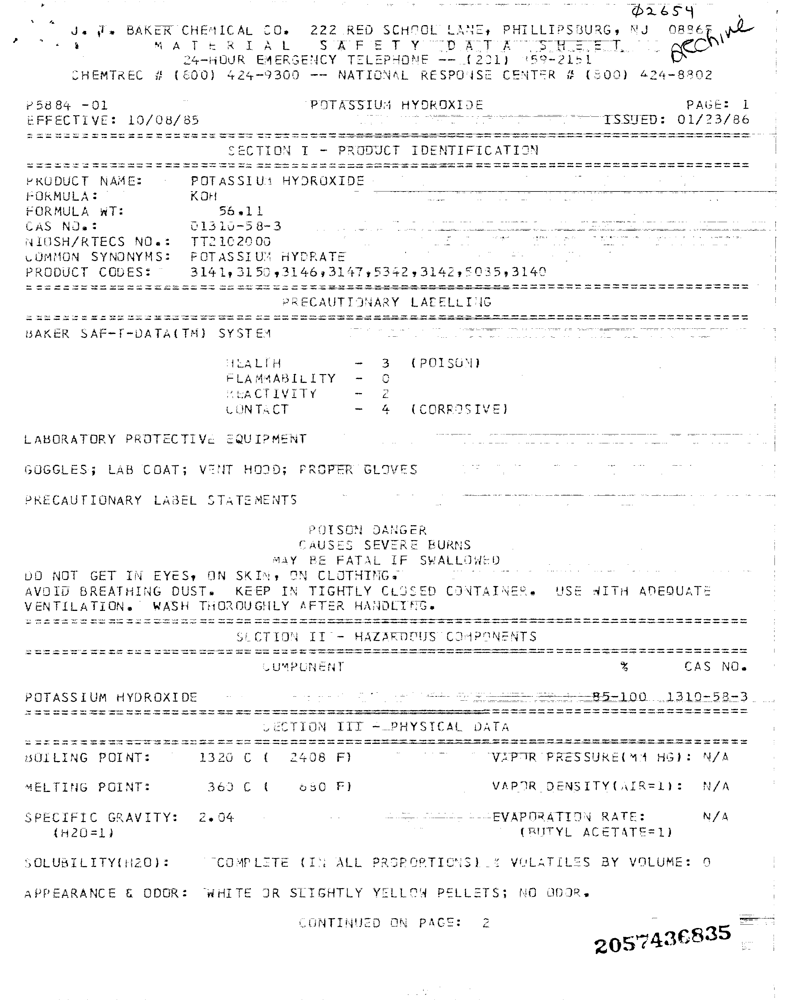 02654
J. T. BAKER CHEMICAL CO. 222 RED SCHOOL LANE, PHILLIPSBURG, NJ 08865
Archive
M A T E R I A L S A F E T Y D A T A S H E E T
24-HOUR EMERGENCY TELEPHONE -- (201) 859-2151
CHEMTREC # (800) 424-9300 -- NATIONAL RESPONSE CENTER # (800) 424-8802
P5884 -01 POTASSIUM HYDROXIDE PAGE: 1
EFFECTIVE: 10/08/85 ISSUED: 01/23/86
SECTION I - PRODUCT IDENTIFICATION
PRODUCT NAME: POTASSIUM HYDROXIDE
FORMULA: KOH
FORMULA WT: 56.11
CAS NO.: 01310-58-3
NIOSH/RTECS NO.: TT2102000
COMMON SYNONYMS: POTASSIUM HYDRATE
PRODUCT CODES: 3141,3150,3146,3147,5342,3142,5035,3140
PRECAUTIONARY LABELLING
BAKER SAF-T-DATA(TM) SYSTEM
HEALTH - 3 (POISON)
FLAMMABILITY - 0
REACTIVITY - 2
CONTACT - 4 (CORROSIVE)
LABORATORY PROTECTIVE EQUIPMENT
GOGGLES; LAB COAT; VENT HOOD; PROPER GLOVES
PRECAUTIONARY LABEL STATEMENTS
POISON DANGER
CAUSES SEVERE BURNS
MAY BE FATAL IF SWALLOWED
DO NOT GET IN EYES, ON SKIN, ON CLOTHING.
AVOID BREATHING DUST. KEEP IN TIGHTLY CLOSED CONTAINER. USE WITH ADEQUATE
VENTILATION. WASH THOROUGHLY AFTER HANDLING.
SECTION II - HAZARDOUS COMPONENTS
COMPONENT % CAS NO.
POTASSIUM HYDROXIDE 85-100 1310-58-3
SECTION III - PHYSICAL DATA
BOILING POINT: 1320 C ( 2408 F) VAPOR PRESSURE(MM HG): N/A
MELTING POINT: 360 C ( 680 F) VAPOR DENSITY(AIR=1): N/A
SPECIFIC GRAVITY: 2.04 EVAPORATION RATE: N/A
(H2O=1) (BUTYL ACETATE=1)
SOLUBILITY(H2O): COMPLETE (IN ALL PROPORTIONS) % VOLATILES BY VOLUME: 0
APPEARANCE & ODOR: WHITE OR SLIGHTLY YELLOW PELLETS; NO ODOR.
CONTINUED ON PAGE: 2
2057436835